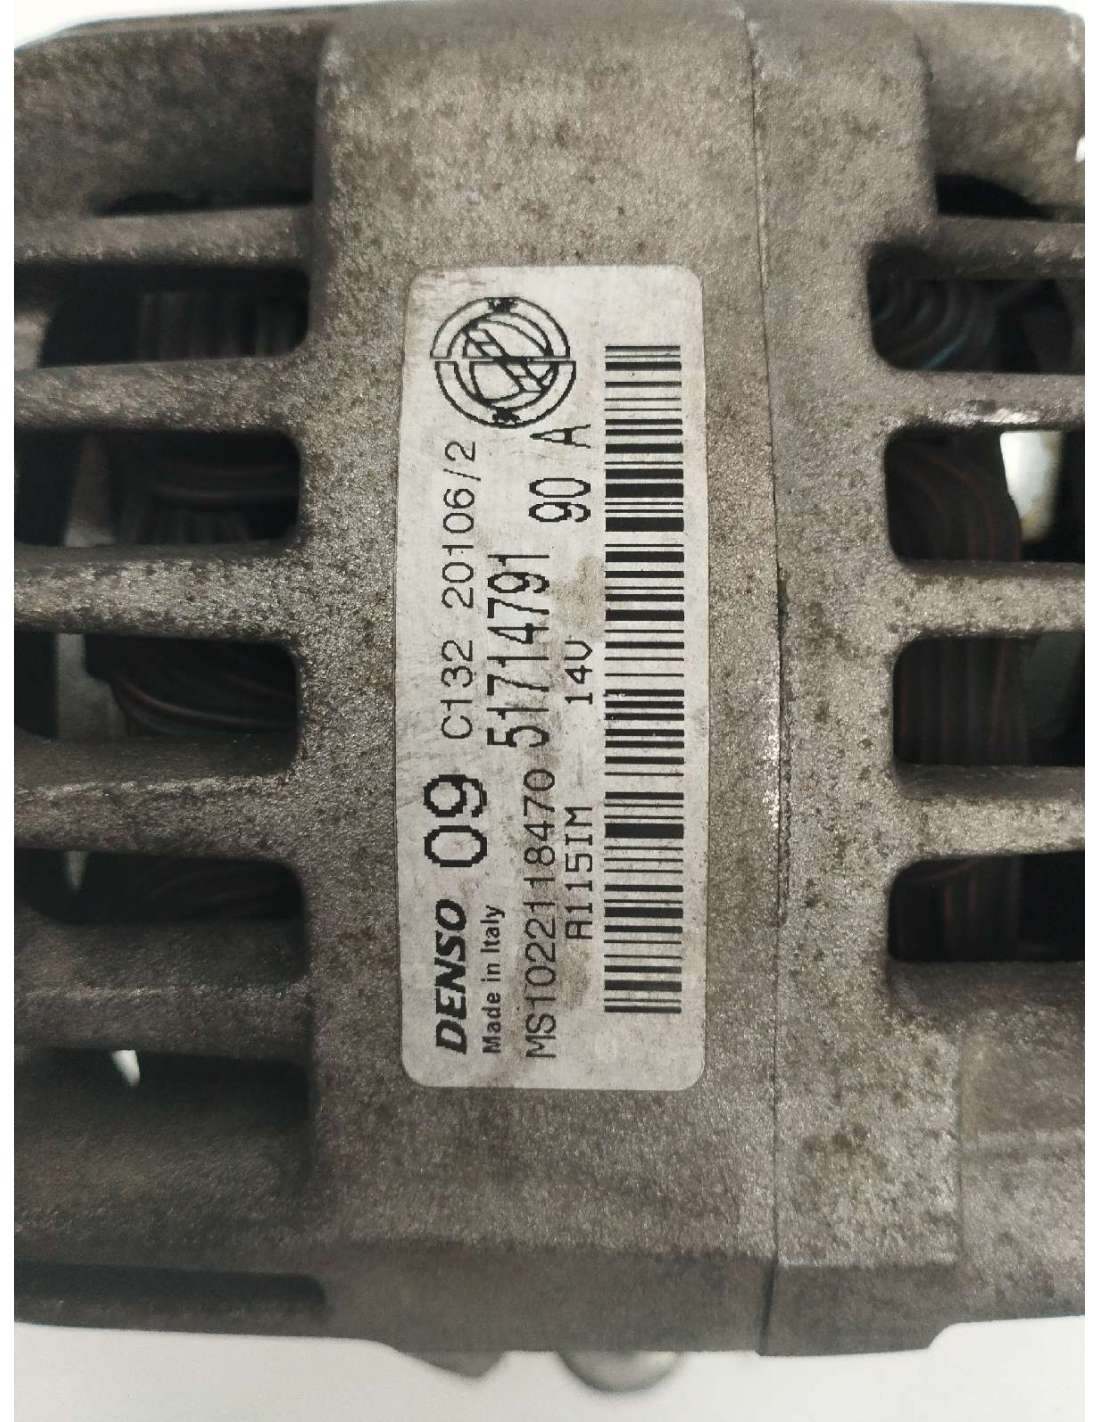 DENSO 09 C132 20106/2
Made in Italy 51714791
MS1022118470 90 A
A115IM 14V